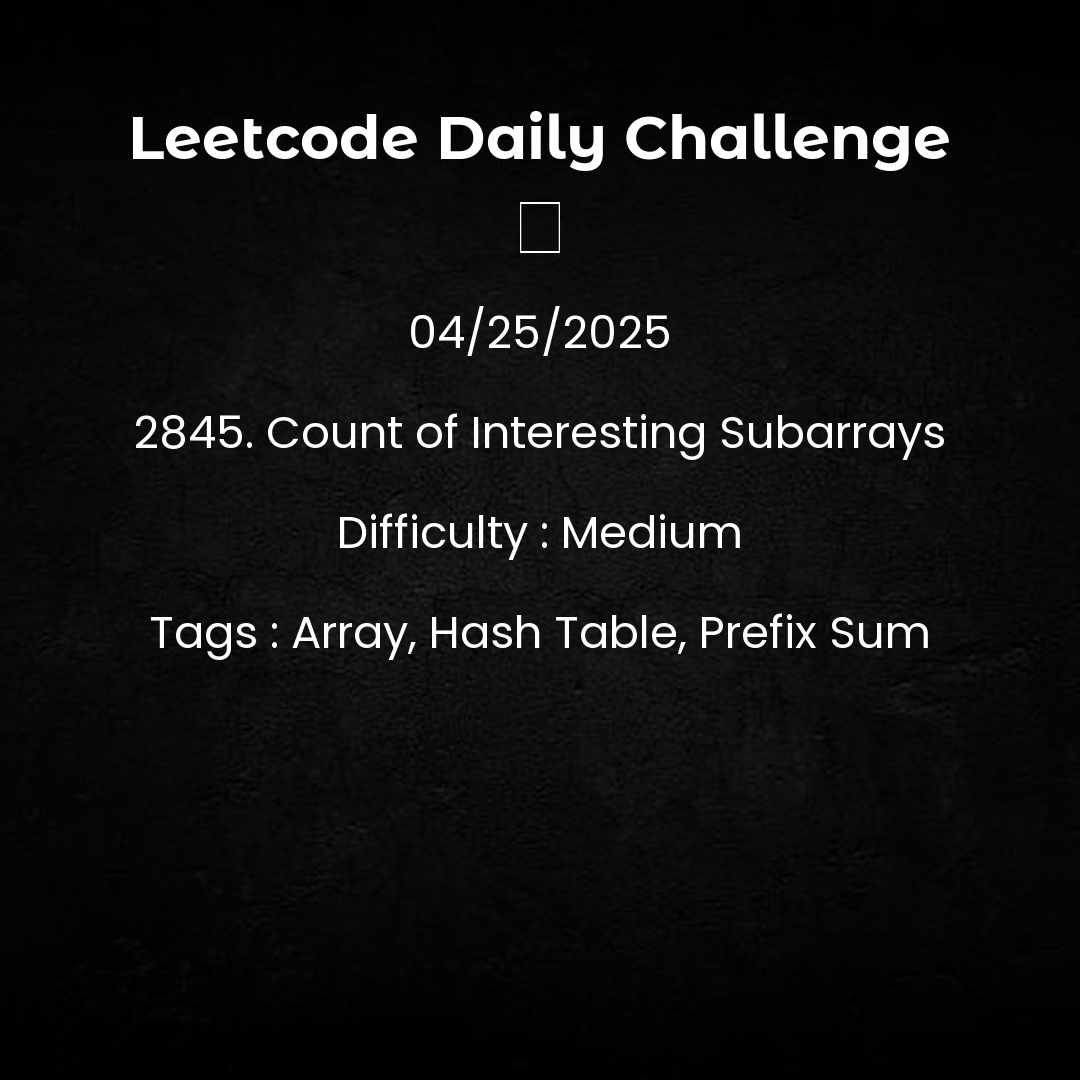 Leetcode Daily Challenge
04/25/2025
2845. Count of Interesting Subarrays
Difficulty : Medium
Tags : Array, Hash Table, Prefix Sum